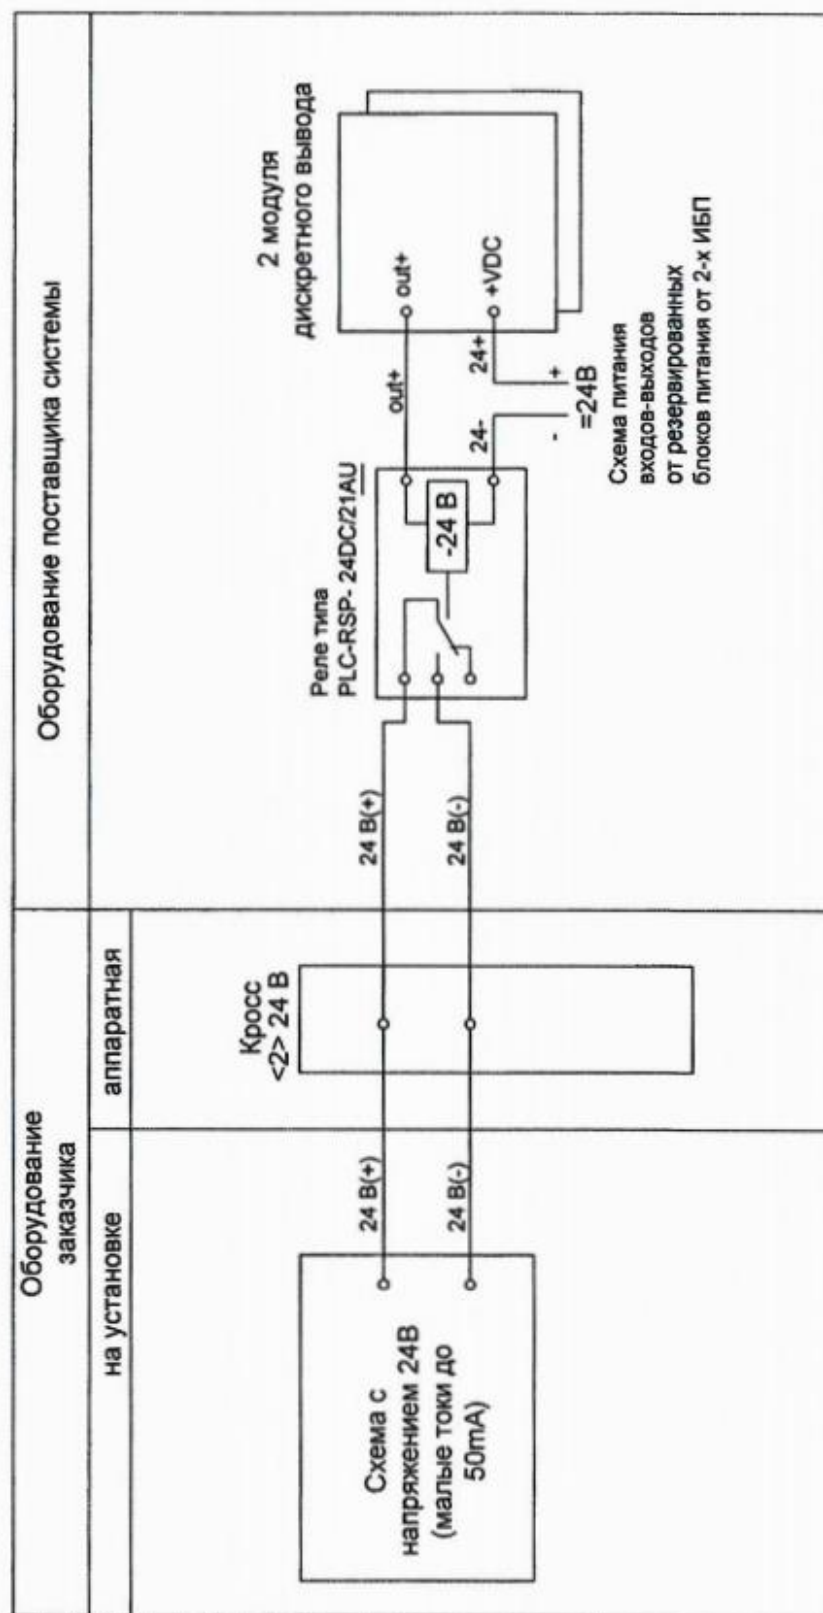 Оборудование
заказчика
Оборудование поставщика системы
на установке
аппаратная
Схема с
напряжением 24В
(малые токи до
50mA)
24 В(+)
24 В(-)
Кросс
<2> 24 В
24 В(+)
24 В(-)
Реле типа
PLC-RSP- 24DC/21AU
-24 В
out+
24-
24+
-
+
=24В
2 модуля
дискретного вывода
out+
+VDC
Схема питания
входов-выходов
от резервированных
блоков питания от 2-х ИБП